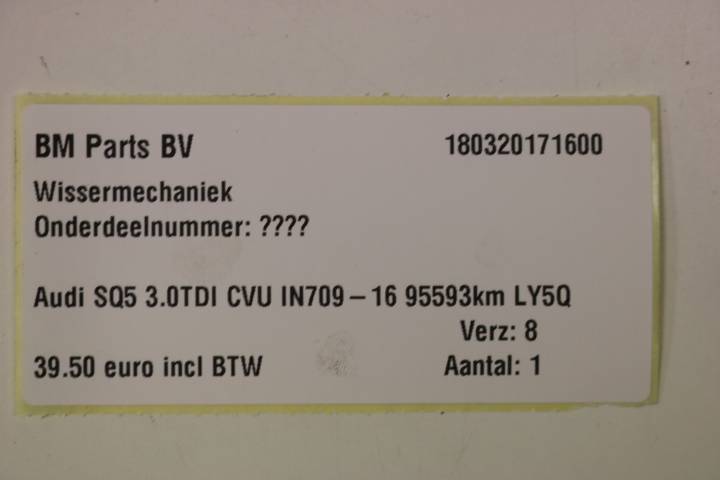 BM Parts BV 180320171600
Wissermechaniek
Onderdeelnummer: ????
Audi SQ5 3.0TDI CVU IN709-16 95593km LY5Q
Verz: 8
39.50 euro incl BTW Aantal: 1